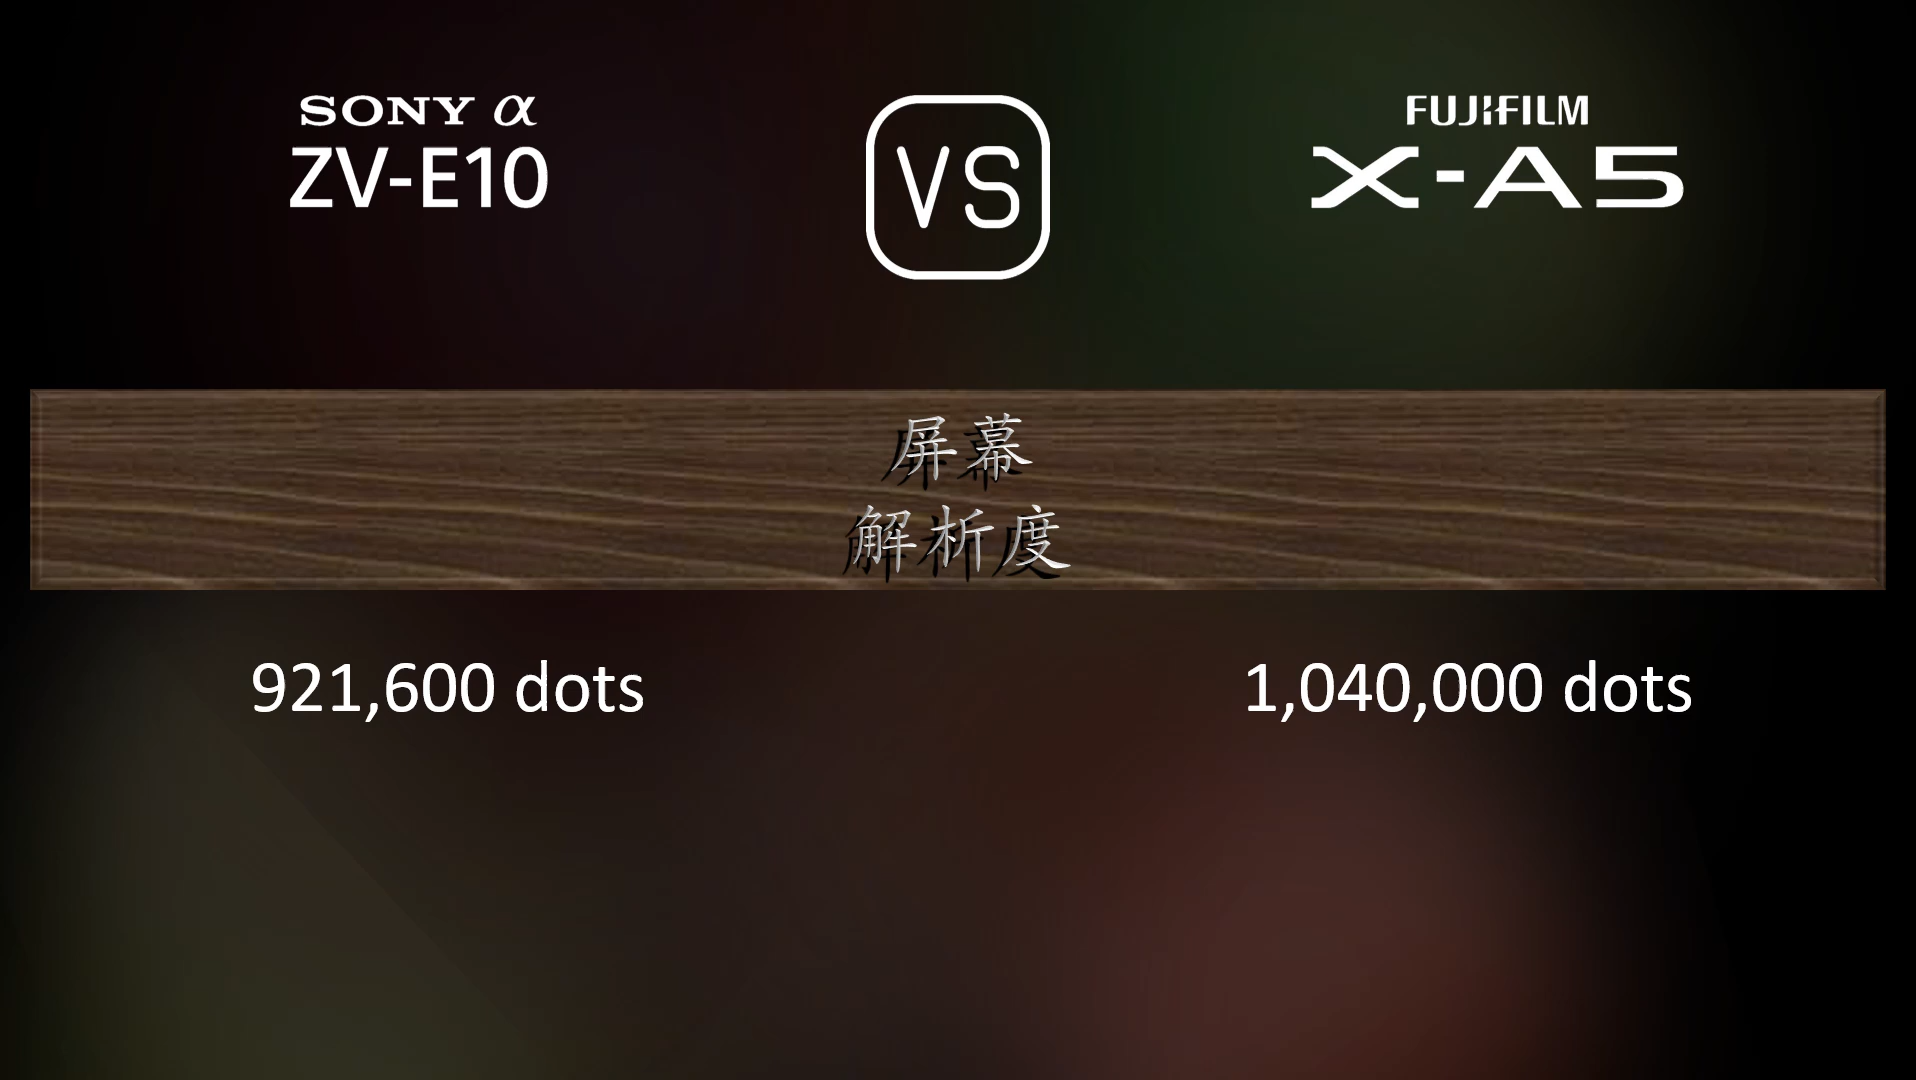 SONY α
ZV-E10
VS
FUJIFILM
X-A5
屏幕
解析度
921,600 dots
1,040,000 dots